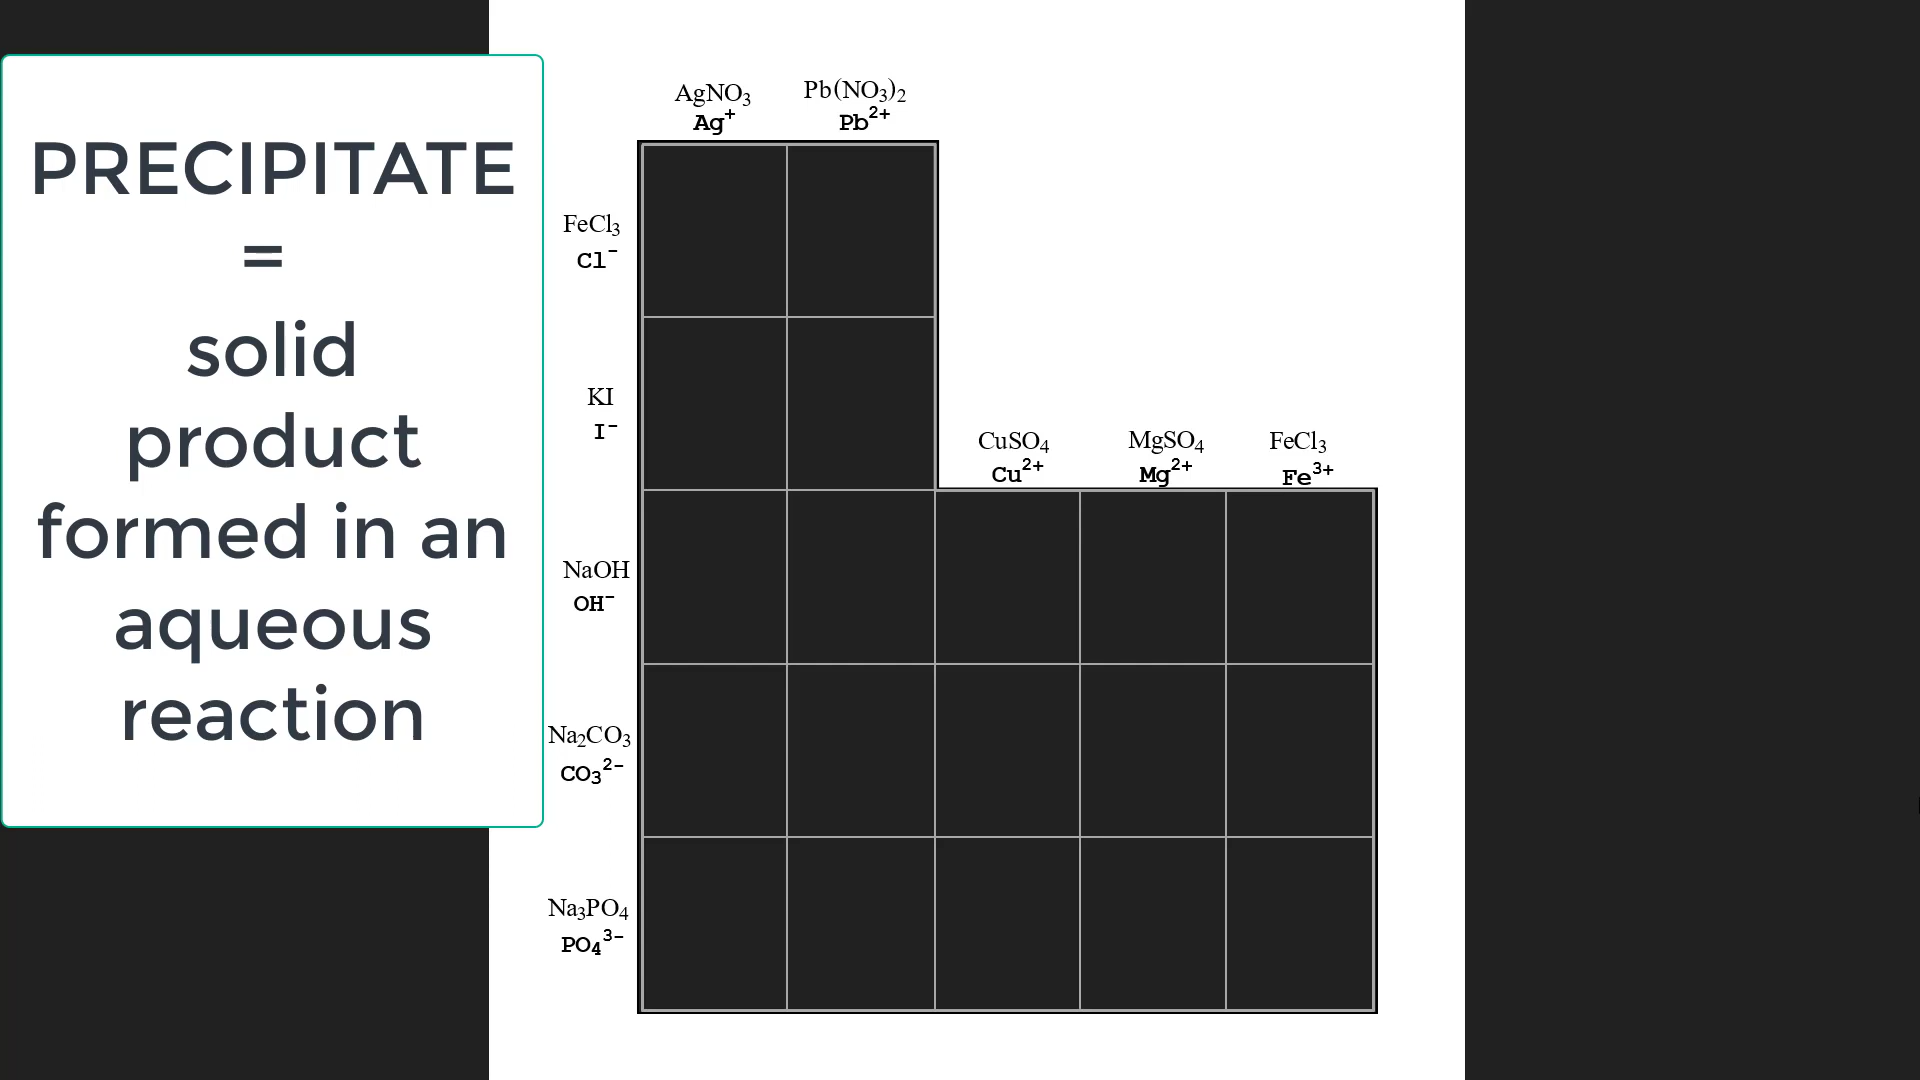 PRECIPITATE
=
solid
product
formed in an
aqueous
reaction
AgNO₃ Pb(NO₃)₂
Ag⁺ Pb²⁺
FeCl₃
Cl⁻
KI
I⁻
CuSO₄ MgSO₄ FeCl₃
Cu²⁺ Mg²⁺ Fe³⁺
NaOH
OH⁻
Na₂CO₃
CO₃²⁻
Na₃PO₄
PO₄³⁻